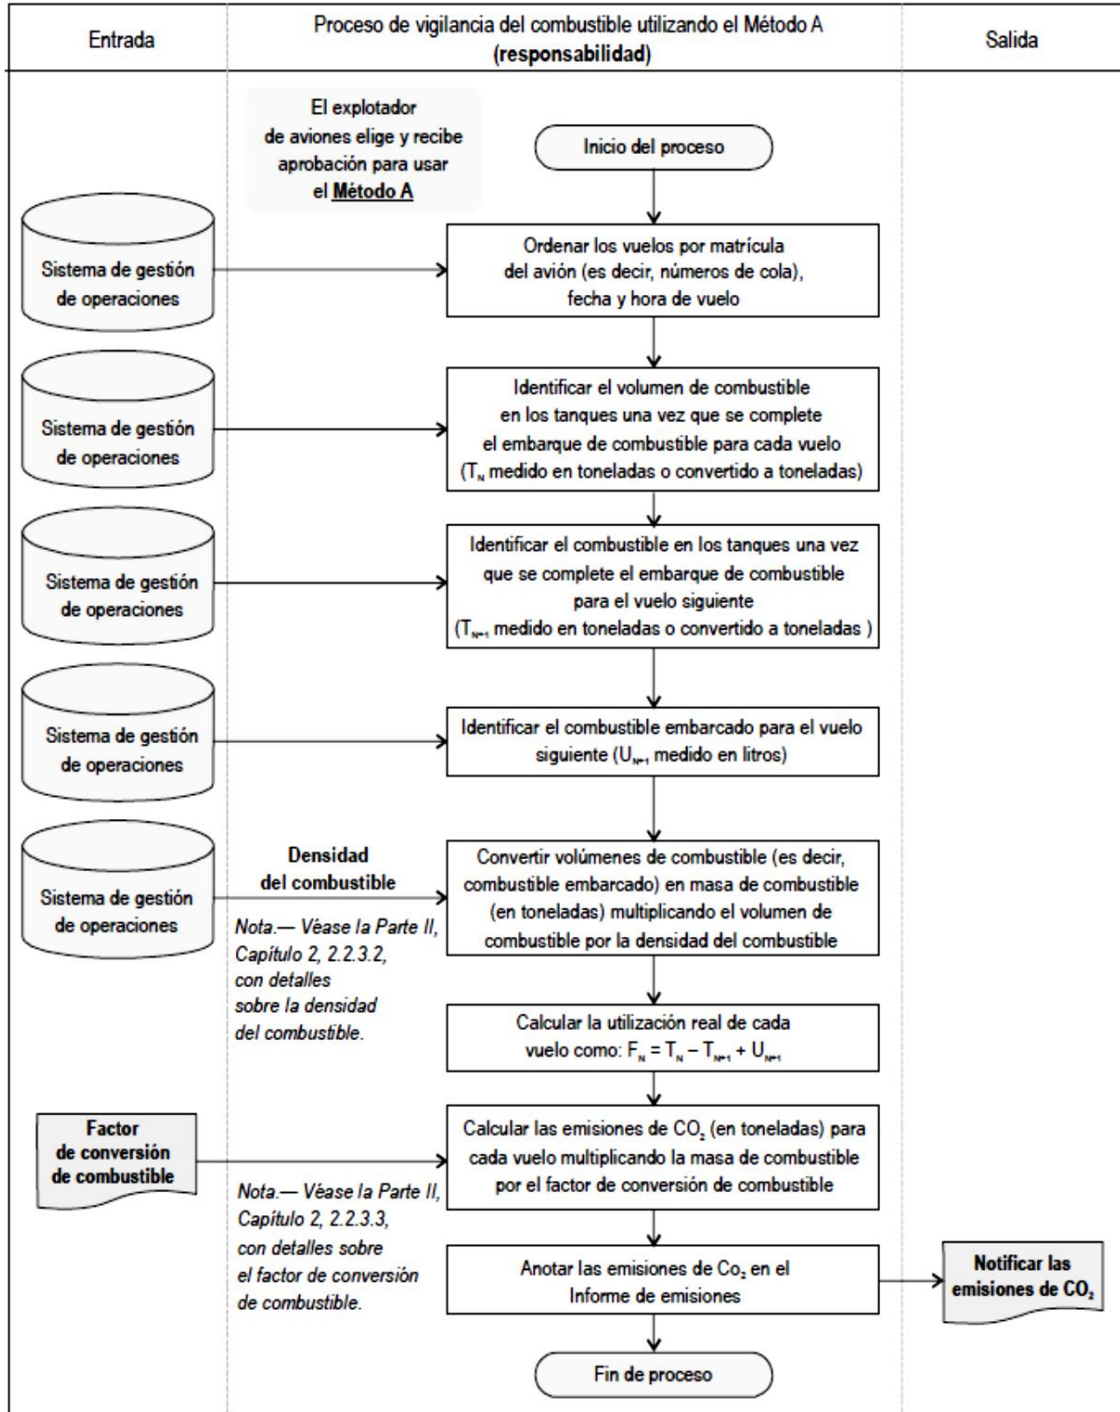 Entrada
Proceso de vigilancia del combustible utilizando el Método A
(responsabilidad)
Salida
El explotador
de aviones elige y recibe
aprobación para usar
el Método A
Inicio del proceso
Sistema de gestión
de operaciones
Ordenar los vuelos por matrícula
del avión (es decir, números de cola),
fecha y hora de vuelo
Sistema de gestión
de operaciones
Identificar el volumen de combustible
en los tanques una vez que se complete
el embarque de combustible para cada vuelo
(T_N medido en toneladas o convertido a toneladas)
Sistema de gestión
de operaciones
Identificar el combustible en los tanques una vez
que se complete el embarque de combustible
para el vuelo siguiente
(T_N+1 medido en toneladas o convertido a toneladas )
Sistema de gestión
de operaciones
Identificar el combustible embarcado para el vuelo
siguiente (U_N+1 medido en litros)
Sistema de gestión
de operaciones
Densidad
del combustible
Nota.— Véase la Parte II,
Capítulo 2, 2.2.3.2,
con detalles
sobre la densidad
del combustible.
Convertir volúmenes de combustible (es decir,
combustible embarcado) en masa de combustible
(en toneladas) multiplicando el volumen de
combustible por la densidad del combustible
Calcular la utilización real de cada
vuelo como: F_N = T_N – T_N+1 + U_N+1
Factor
de conversión
de combustible
Nota.— Véase la Parte II,
Capítulo 2, 2.2.3.3,
con detalles sobre
el factor de conversión
de combustible.
Calcular las emisiones de CO₂ (en toneladas) para
cada vuelo multiplicando la masa de combustible
por el factor de conversión de combustible
Anotar las emisiones de Co₂ en el
Informe de emisiones
Notificar las
emisiones de CO₂
Fin de proceso